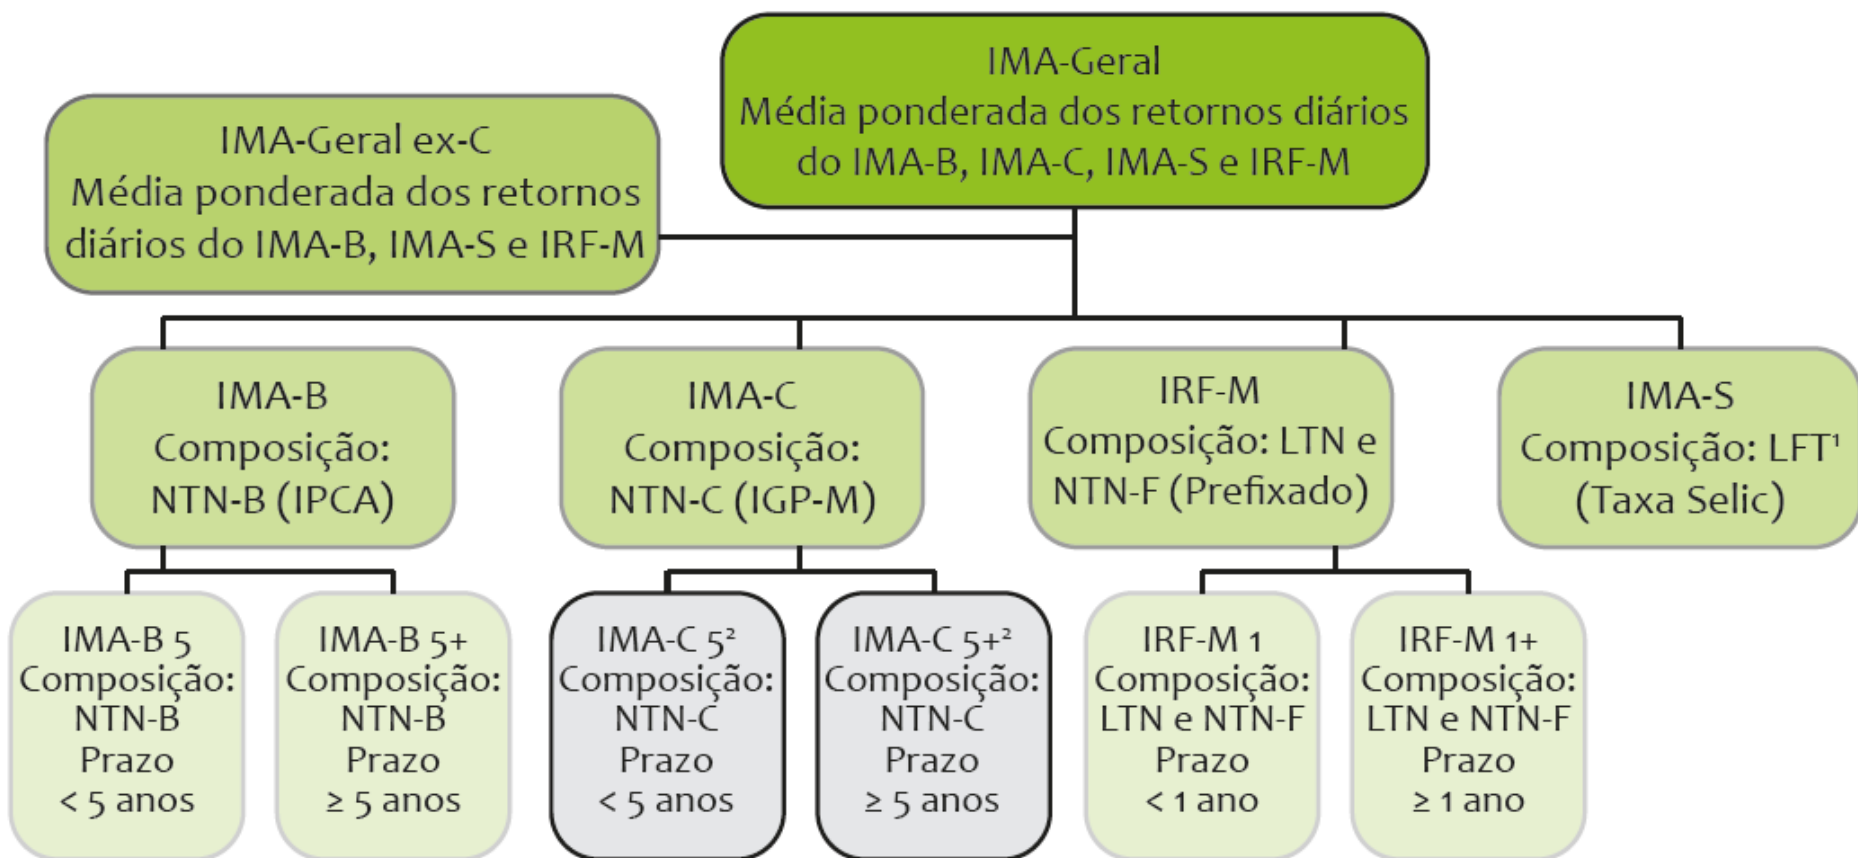 IMA-Geral
Média ponderada dos retornos diários
do IMA-B, IMA-C, IMA-S e IRF-M
IMA-Geral ex-C
Média ponderada dos retornos
diários do IMA-B, IMA-S e IRF-M
IMA-B
Composição:
NTN-B (IPCA)
IMA-C
Composição:
NTN-C (IGP-M)
IRF-M
Composição: LTN e
NTN-F (Prefixado)
IMA-S
Composição: LFT¹
(Taxa Selic)
IMA-B 5
Composição:
NTN-B
Prazo
< 5 anos
IMA-B 5+
Composição:
NTN-B
Prazo
≥ 5 anos
IMA-C 5²
Composição:
NTN-C
Prazo
< 5 anos
IMA-C 5+²
Composição:
NTN-C
Prazo
≥ 5 anos
IRF-M 1
Composição:
LTN e NTN-F
Prazo
< 1 ano
IRF-M 1+
Composição:
LTN e NTN-F
Prazo
≥ 1 ano